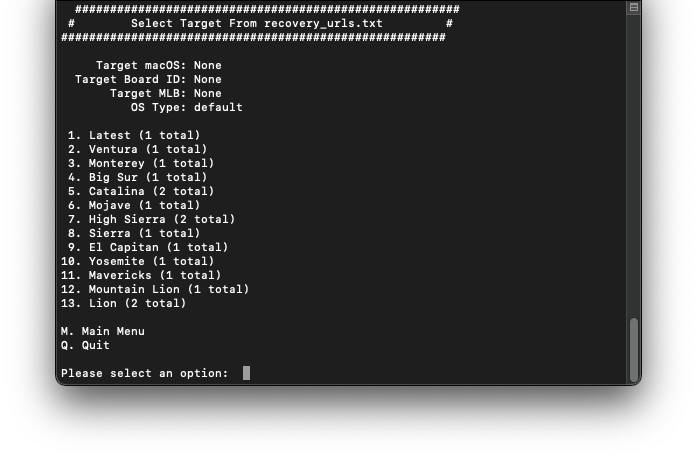 #######################################################
#        Select Target From recovery_urls.txt         #
#######################################################
Target macOS: None
Target Board ID: None
Target MLB: None
OS Type: default
1. Latest (1 total)
2. Ventura (1 total)
3. Monterey (1 total)
4. Big Sur (1 total)
5. Catalina (2 total)
6. Mojave (1 total)
7. High Sierra (2 total)
8. Sierra (1 total)
9. El Capitan (1 total)
10. Yosemite (1 total)
11. Mavericks (1 total)
12. Mountain Lion (1 total)
13. Lion (2 total)
M. Main Menu
Q. Quit
Please select an option: